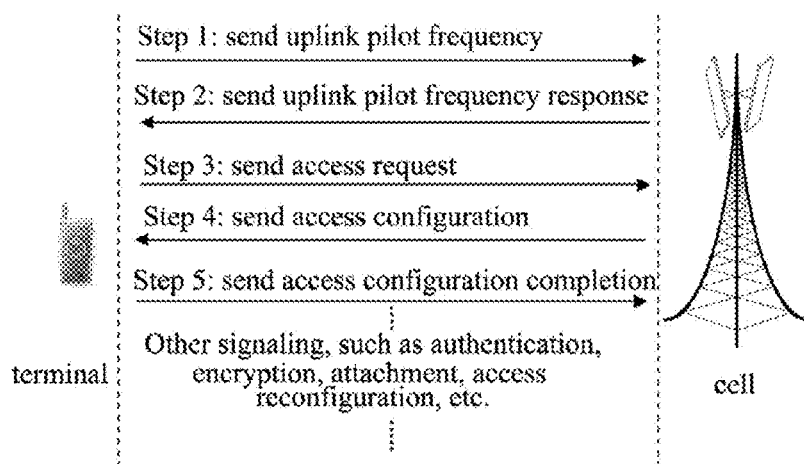 Step 1: send uplink pilot frequency
Step 2: send uplink pilot frequency response
Step 3: send access request
Step 4: send access configuration
Step 5: send access configuration completion
Other signaling, such as authentication,
encryption, attachment, access
reconfiguration, etc.
terminal
cell